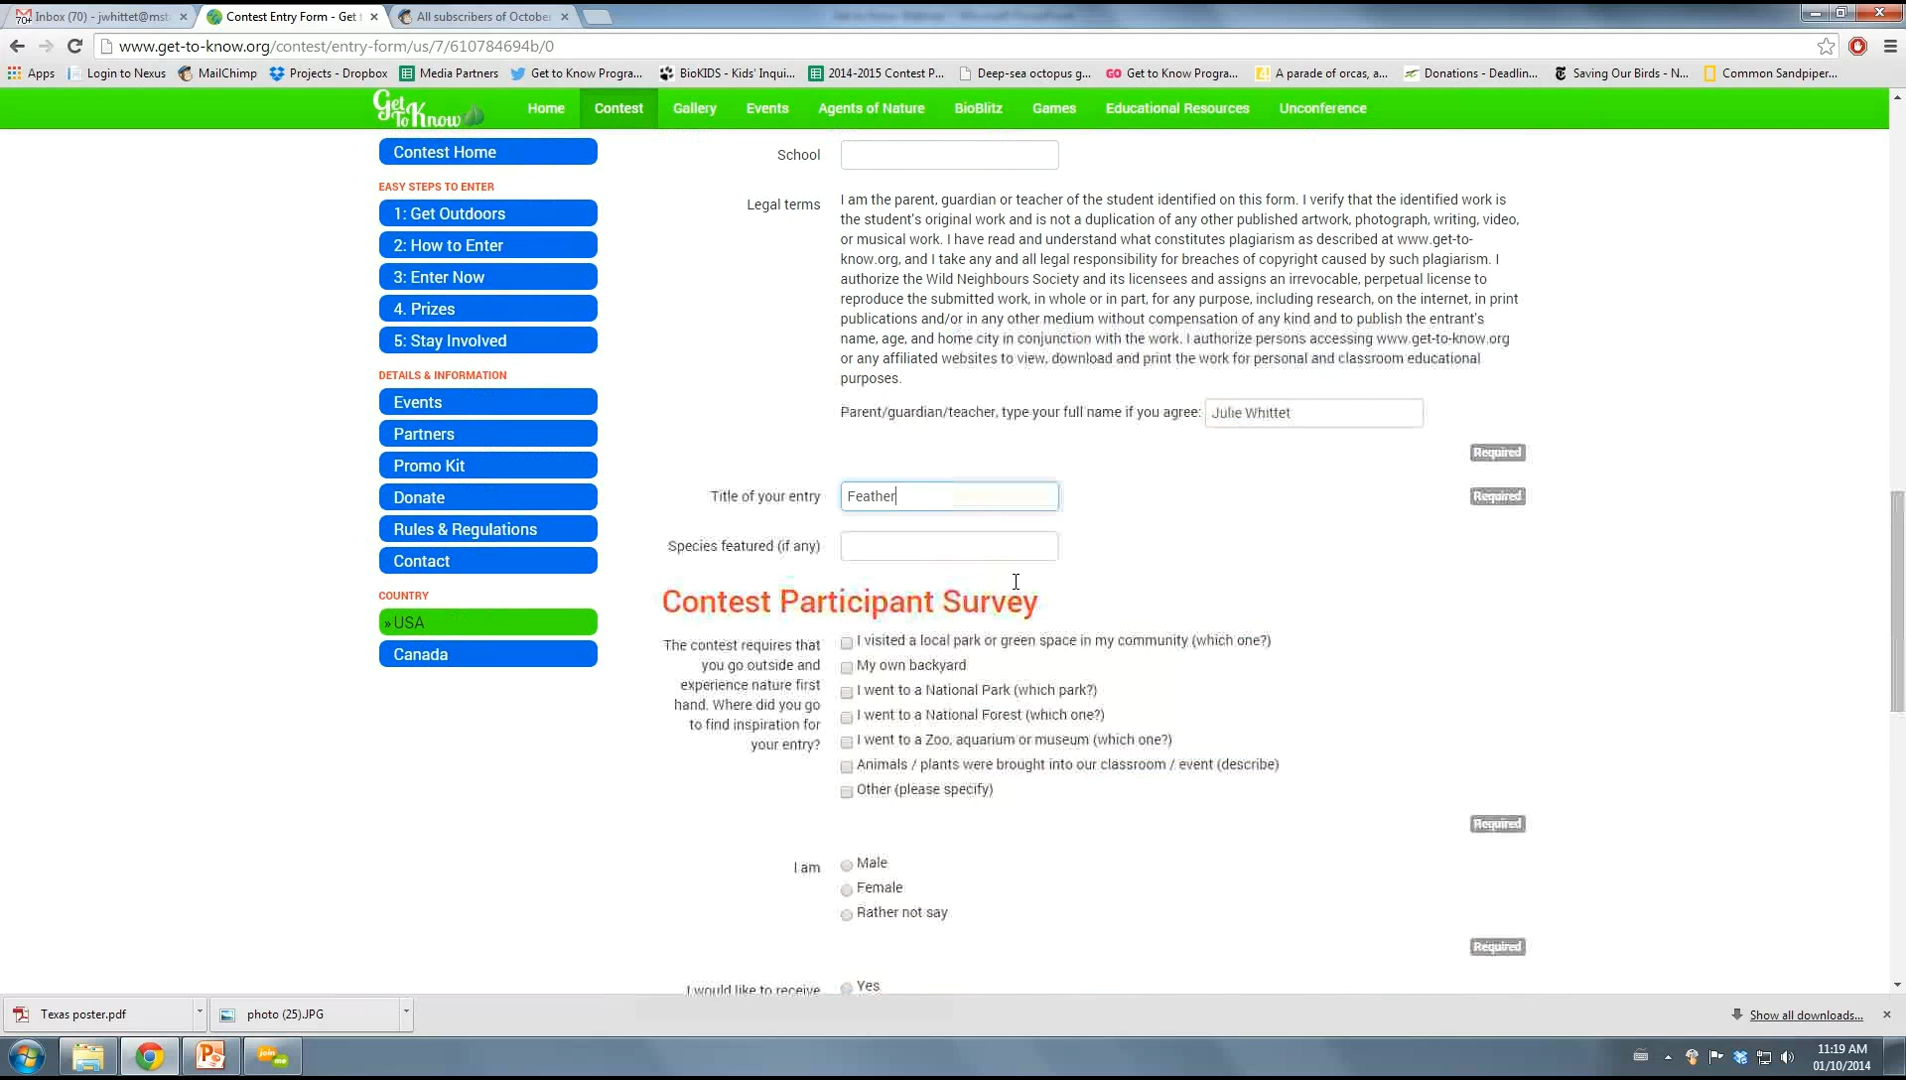 Inbox (70) - jwhittet@mst
Contest Entry Form - Get
All subscribers of October
www.get-to-know.org/contest/entry-form/us/7/610784694b/0
Apps Login to Nexus MailChimp Projects - Dropbox Media Partners Get to Know Progra... BioKIDS - Kids' Inqui... 2014-2015 Contest P... Deep-sea octopus g... GO Get to Know Progra... A parade of orcas, a... Donations - Deadlin... Saving Our Birds - N... Common Sandpiper...
Get To Know Home Contest Gallery Events Agents of Nature BioBlitz Games Educational Resources Unconference
Contest Home
EASY STEPS TO ENTER
1: Get Outdoors
2: How to Enter
3: Enter Now
4. Prizes
5: Stay Involved
DETAILS & INFORMATION
Events
Partners
Promo Kit
Donate
Rules & Regulations
Contact
COUNTRY
» USA
Canada
School
Legal terms
I am the parent, guardian or teacher of the student identified on this form. I verify that the identified work is
the student's original work and is not a duplication of any other published artwork, photograph, writing, video,
or musical work. I have read and understand what constitutes plagiarism as described at www.get-to-
know.org, and I take any and all legal responsibility for breaches of copyright caused by such plagiarism. I
authorize the Wild Neighbours Society and its licensees and assigns an irrevocable, perpetual license to
reproduce the submitted work, in whole or in part, for any purpose, including research, on the internet, in print
publications and/or in any other medium without compensation of any kind and to publish the entrant's
name, age, and home city in conjunction with the work. I authorize persons accessing www.get-to-know.org
or any affiliated websites to view, download and print the work for personal and classroom educational
purposes.
Parent/guardian/teacher, type your full name if you agree: Julie Whittet
Required
Title of your entry Feather Required
Species featured (if any)
Contest Participant Survey
The contest requires that
you go outside and
experience nature first
hand. Where did you go
to find inspiration for
your entry?
I visited a local park or green space in my community (which one?)
My own backyard
I went to a National Park (which park?)
I went to a National Forest (which one?)
I went to a Zoo, aquarium or museum (which one?)
Animals / plants were brought into our classroom / event (describe)
Other (please specify)
Required
I am
Male
Female
Rather not say
Required
I would like to receive Yes
Texas poster.pdf photo (25).JPG Show all downloads...
join me
11:19 AM
01/10/2014